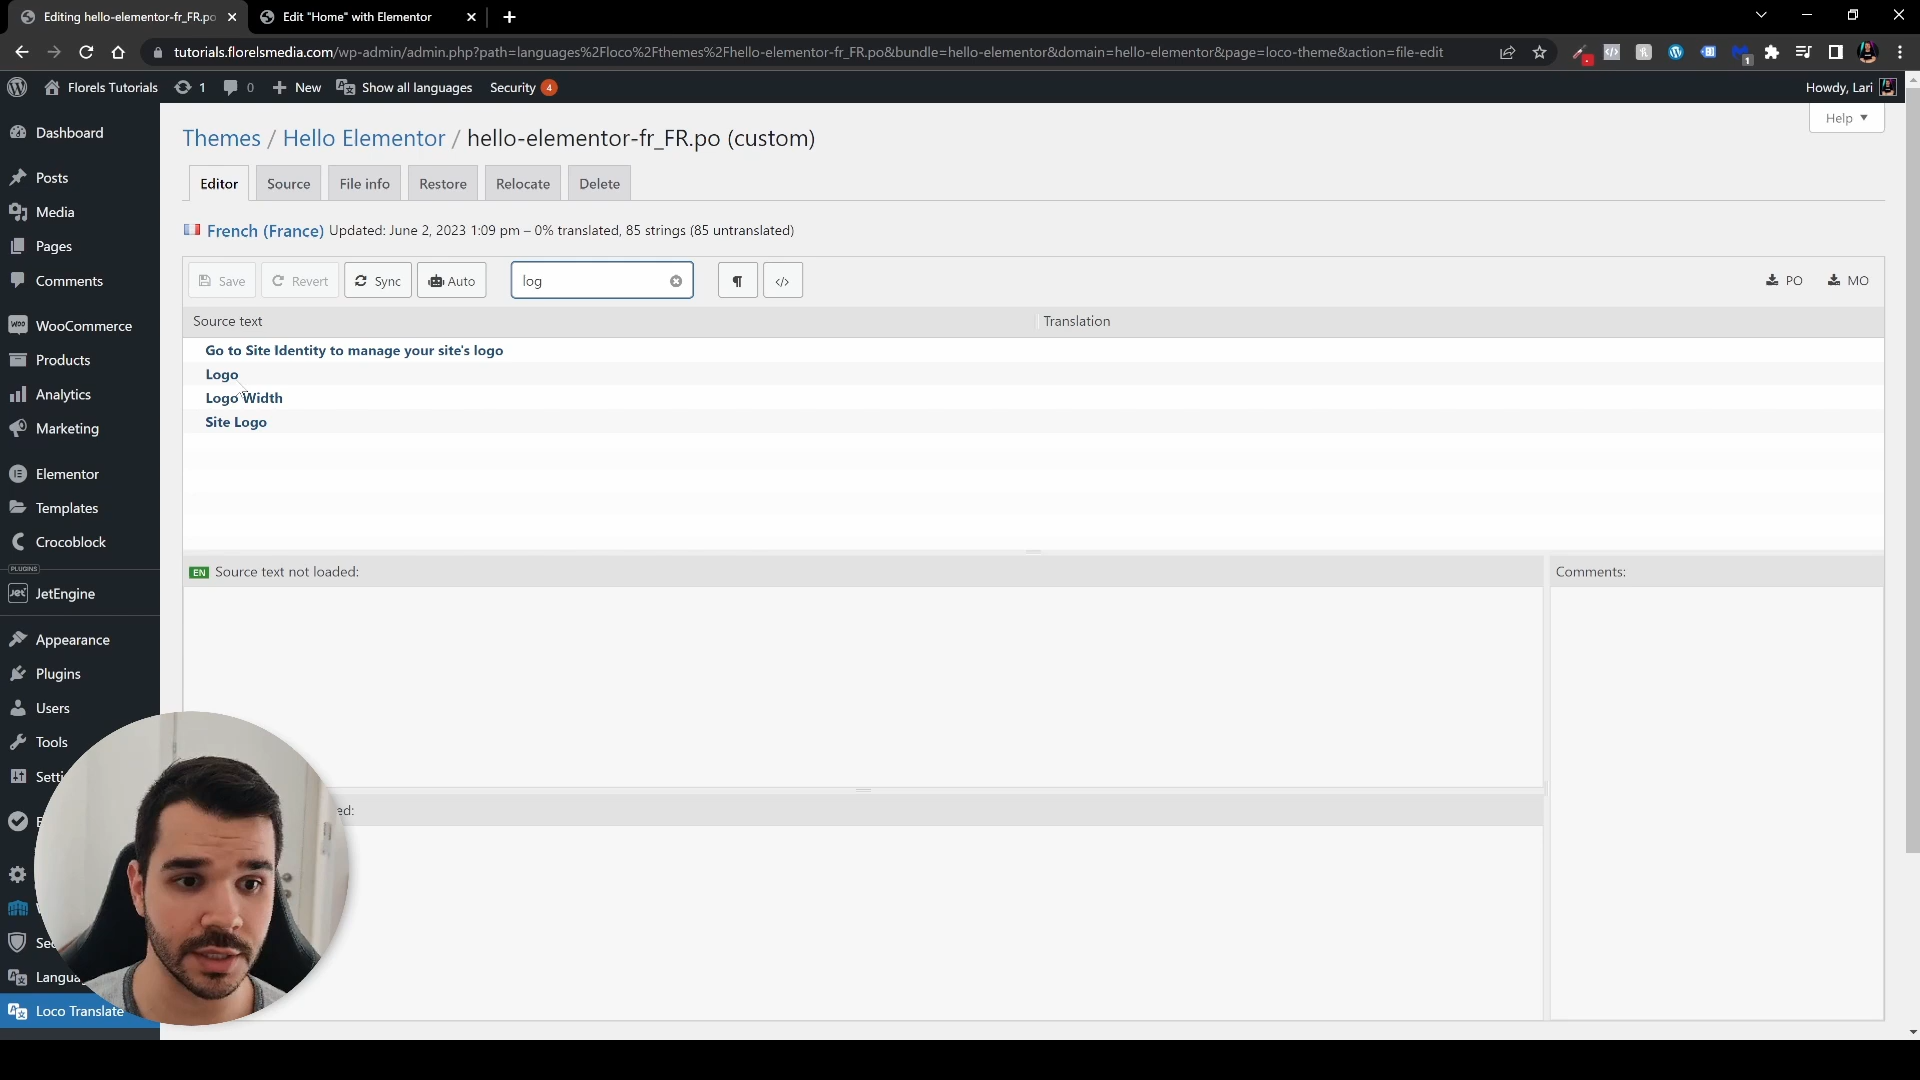 Editing hello-elementor-fr_FR.po
Edit "Home" with Elementor
tutorials.florelsmedia.com/wp-admin/admin.php?path=languages%2Floco%2Fthemes%2Fhello-elementor-fr_FR.po&bundle=hello-elementor&domain=hello-elementor&page=loco-theme&action=file-edit
Florels Tutorials 1 0 New Show all languages Security 4
Howdy, Lari
Help
Dashboard
Posts
Media
Pages
Comments
WooCommerce
Products
Analytics
Marketing
Elementor
Templates
Crocoblock
PLUGINS
JetEngine
Appearance
Plugins
Users
Tools
Setti
Sec
Langua
Loco Translate
Themes / Hello Elementor / hello-elementor-fr_FR.po (custom)
Editor Source File info Restore Relocate Delete
French (France) Updated: June 2, 2023 1:09 pm – 0% translated, 85 strings (85 untranslated)
Save Revert Sync Auto log ¶ </> PO MO
Source text Translation
Go to Site Identity to manage your site's logo
Logo
Logo Width
Site Logo
EN Source text not loaded:
Comments:
ed: